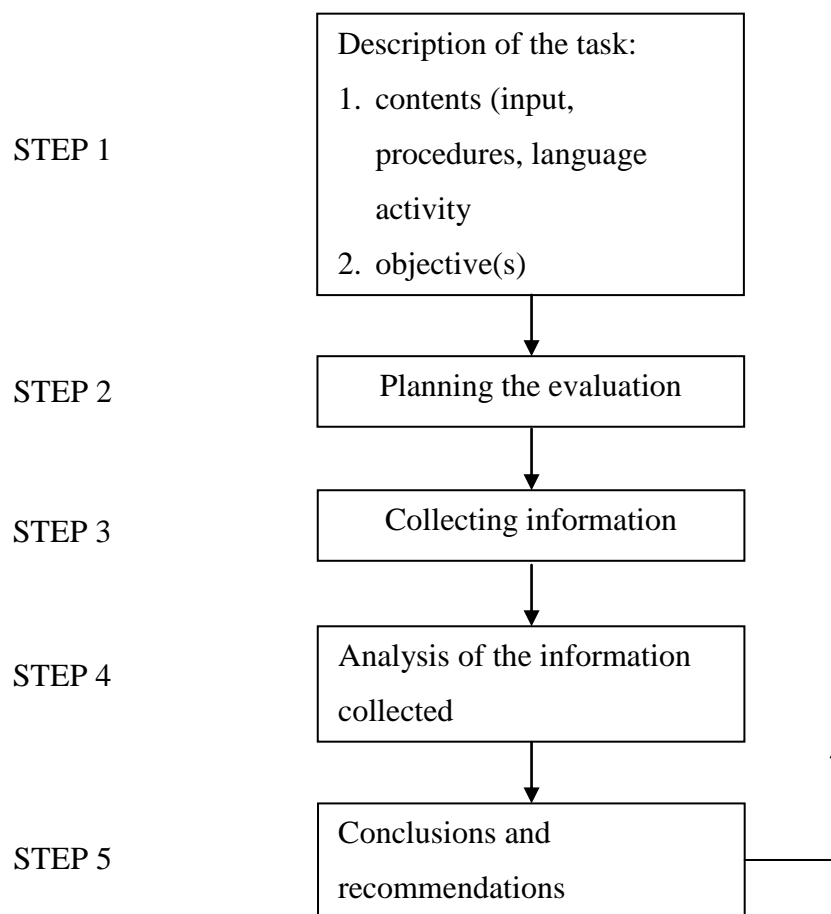 Description of the task:
1. contents (input,
procedures, language
activity
2. objective(s)
STEP 1
STEP 2
Planning the evaluation
STEP 3
Collecting information
STEP 4
Analysis of the information
collected
STEP 5
Conclusions and
recommendations